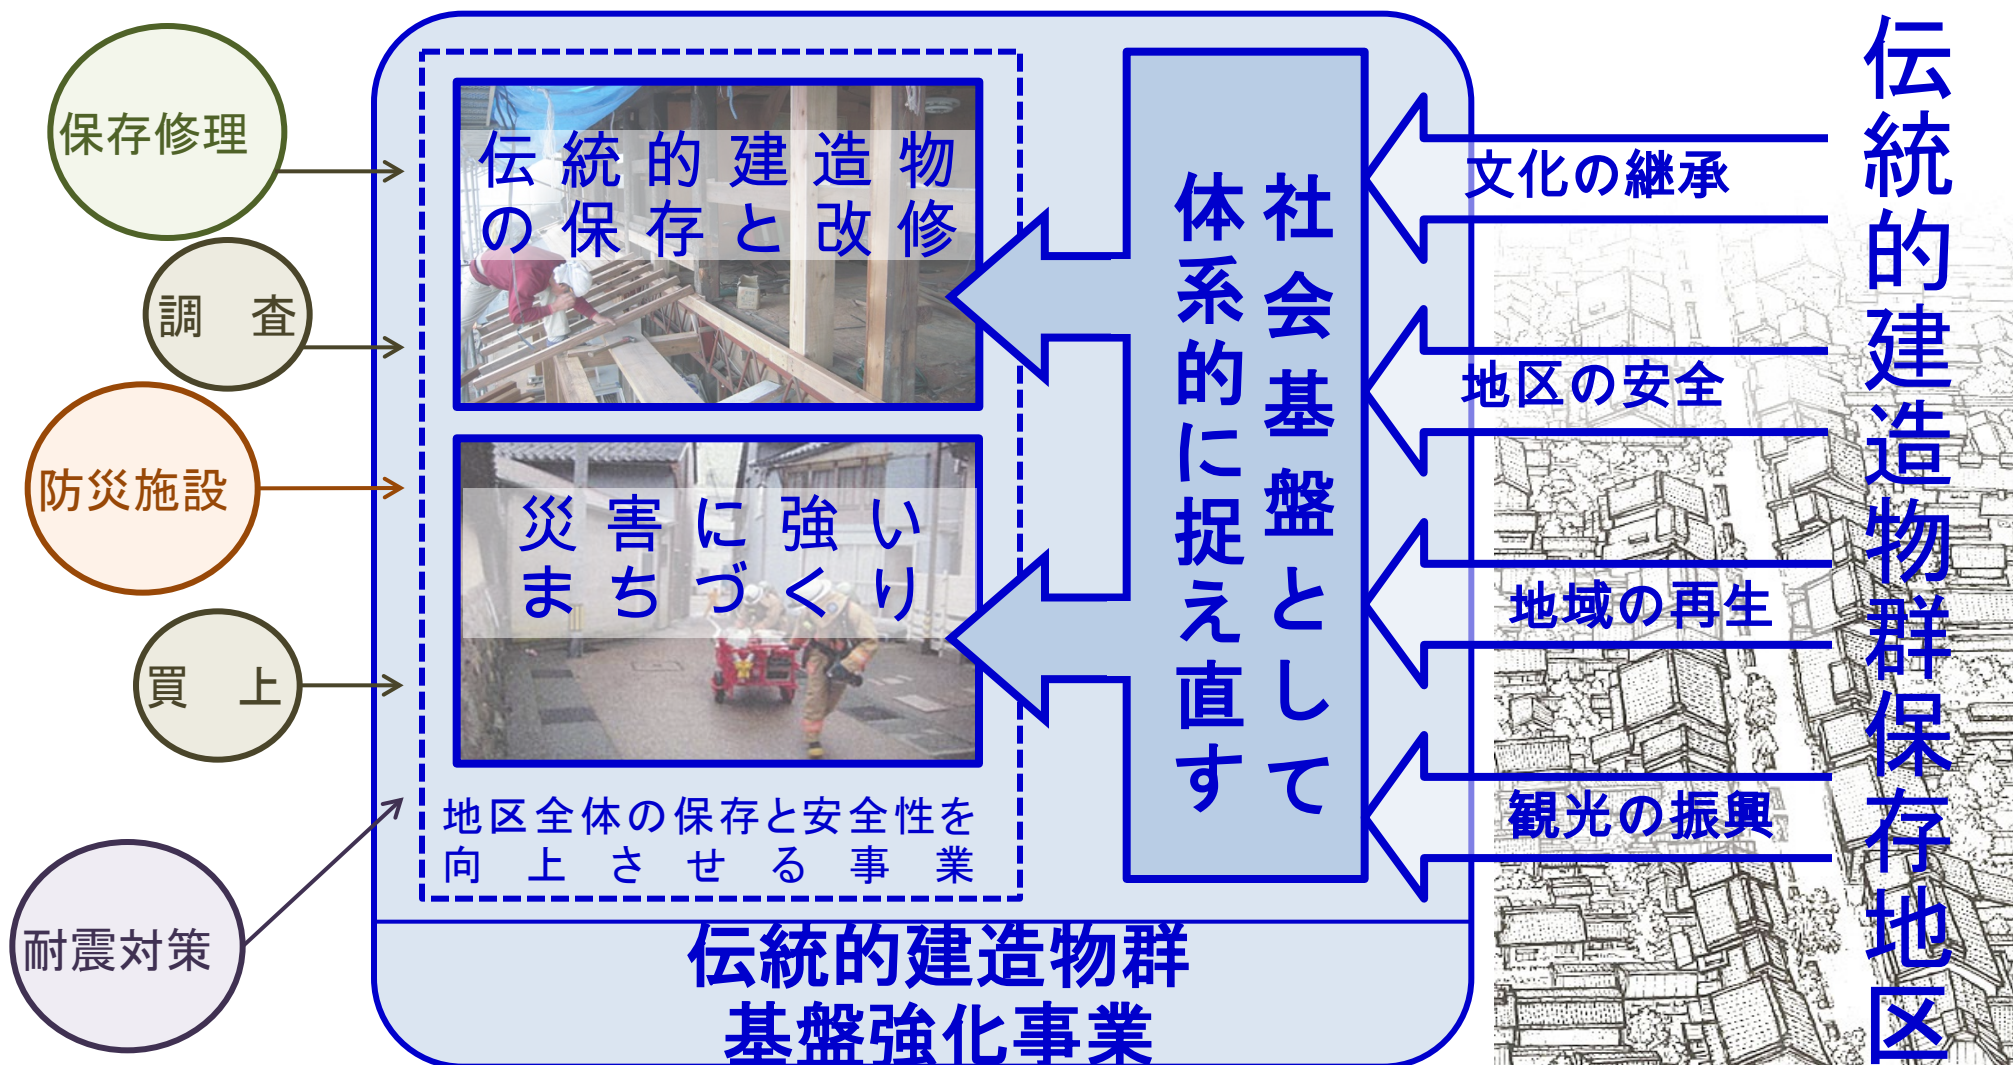 保存修理
調　査
防災施設
買　上
耐震対策
伝統的建造物
の保存と改修
災害に強い
まちづくり
地区全体の保存と安全性を
向上させる事業
社会基盤として
体系的に捉え直す
文化の継承
地区の安全
地域の再生
観光の振興
伝統的建造物群保存地区
伝統的建造物群
基盤強化事業